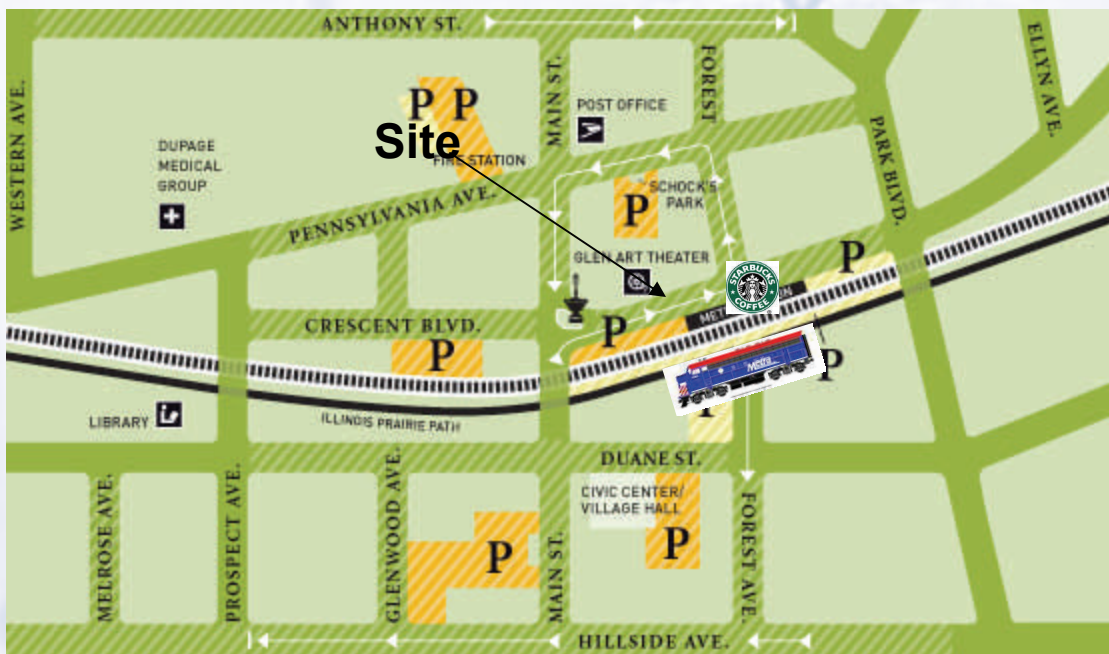 ANTHONY ST.
WESTERN AVE.
P P
Site
FIRE STATION
MAIN ST.
POST OFFICE
FOREST
PARK BLVD.
ELLYN AVE.
DUPAGE
MEDICAL
GROUP
PENNSYLVANIA AVE.
SCHOCK'S
PARK
P
GLEN ART THEATER
P
STARBUCKS
COFFEE
CRESCENT BLVD.
P
P
Metra
P
LIBRARY
ILLINOIS PRAIRIE PATH
DUANE ST.
CIVIC CENTER/
VILLAGE HALL
P
P
MELROSE AVE.
PROSPECT AVE.
GLENWOOD AVE.
MAIN ST.
FOREST AVE.
HILLSIDE AVE.